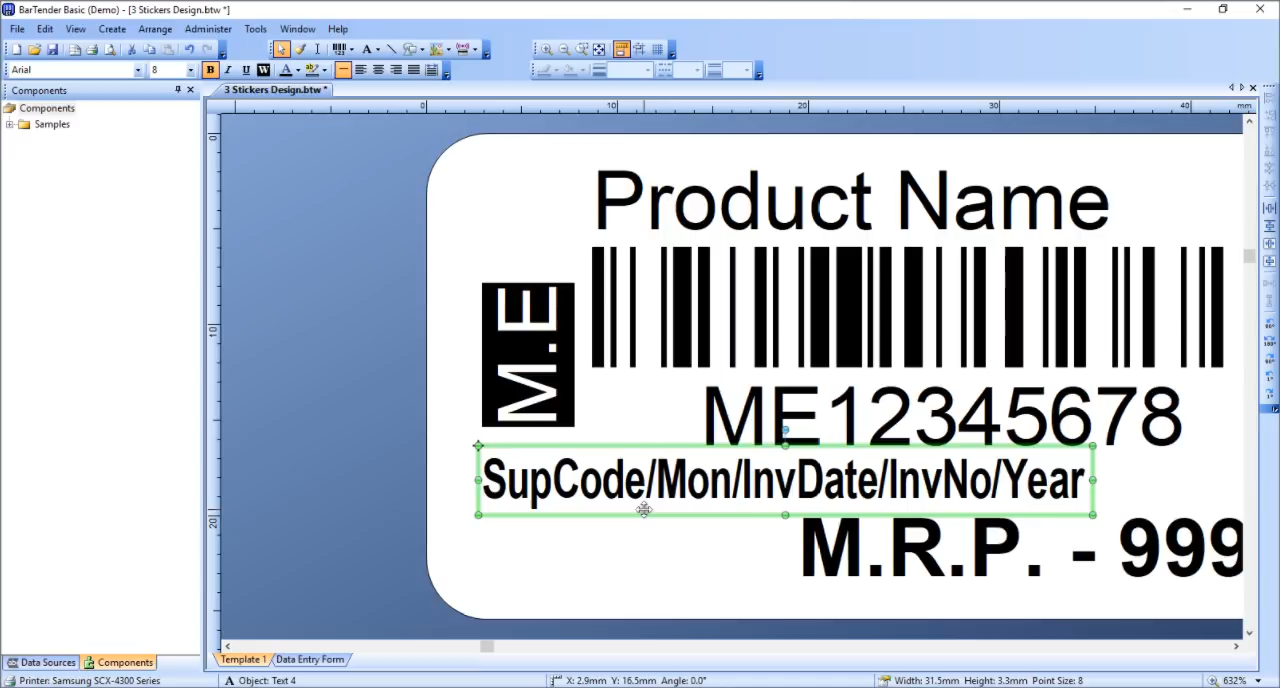 BarTender Basic (Demo) - [3 Stickers Design.btw *]
File Edit View Create Arrange Administer Tools Window Help
Arial 8 B I U W A
Components
3 Stickers Design.btw *
Components
Samples
0 10 20 30 40 mm
0
10
20
Product Name
M.E
ME12345678
SupCode/Mon/InvDate/InvNo/Year
M.R.P. - 999
Data Sources Components
Template 1 Data Entry Form
Printer: Samsung SCX-4300 Series A Object: Text 4 X: 2.9mm Y: 16.5mm Angle: 0.0° Width: 31.5mm Height: 3.3mm Point Size: 8 632%